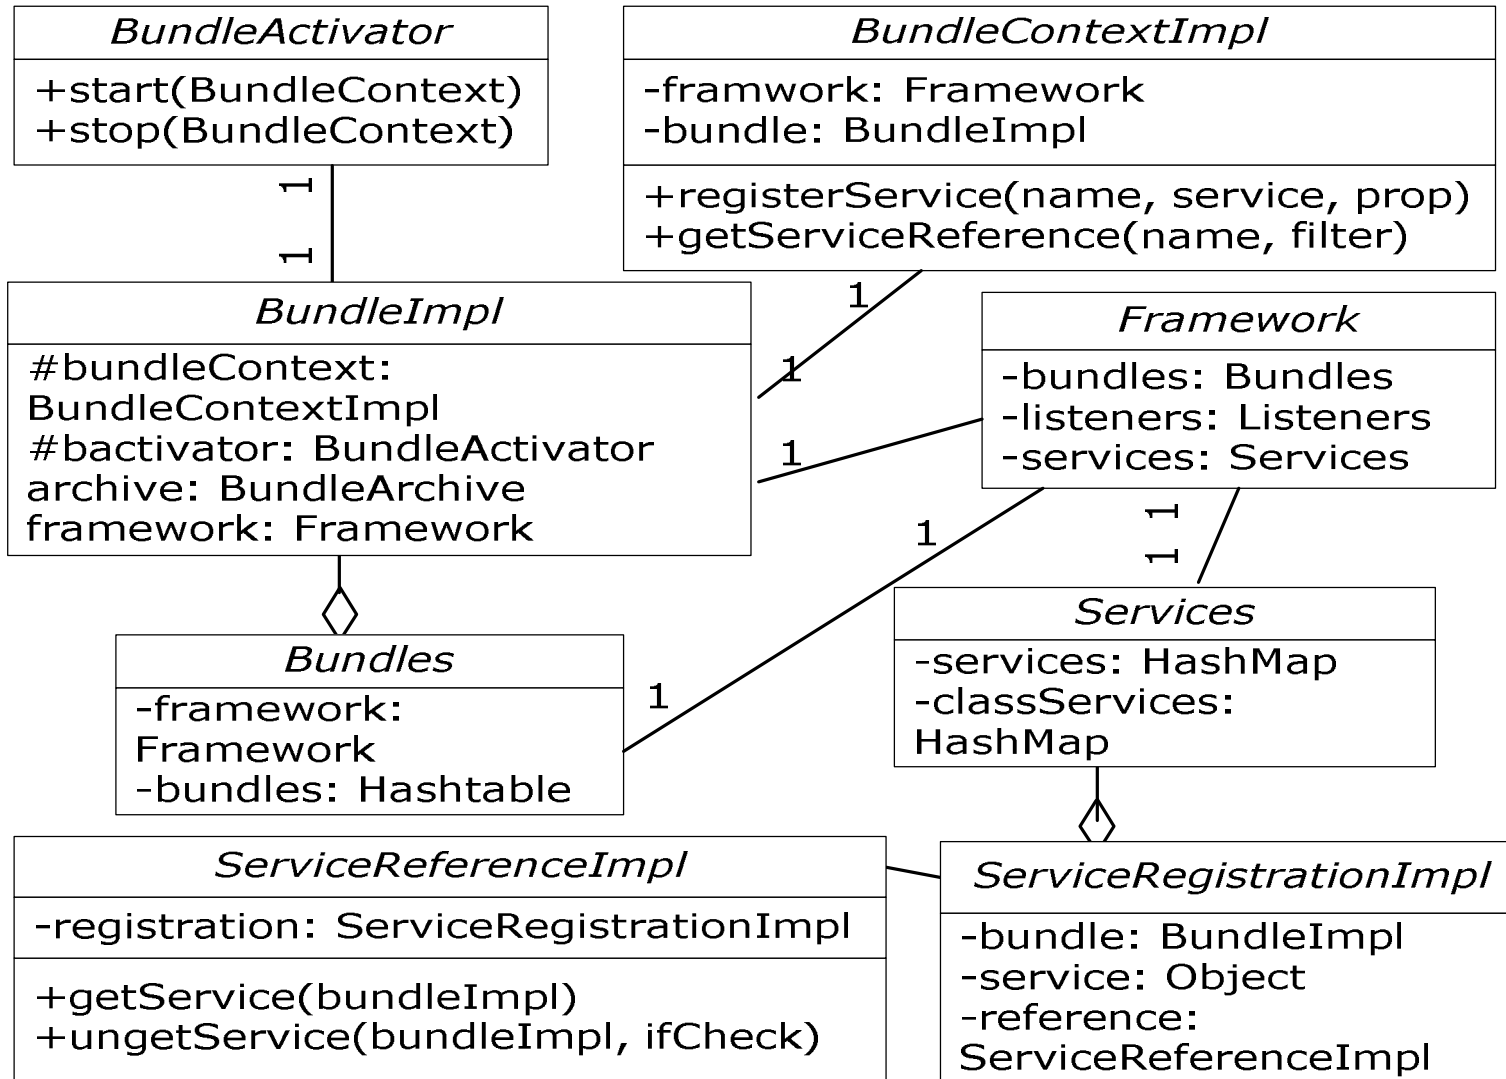 BundleActivator
+start(BundleContext)
+stop(BundleContext)
1
1
BundleContextImpl
-framwork: Framework
-bundle: BundleImpl
+registerService(name, service, prop)
+getServiceReference(name, filter)
1
1
BundleImpl
#bundleContext:
BundleContextImpl
#bactivator: BundleActivator
archive: BundleArchive
framework: Framework
1
Framework
-bundles: Bundles
-listeners: Listeners
-services: Services
1
1
1
1
Bundles
-framework:
Framework
-bundles: Hashtable
Services
-services: HashMap
-classServices:
HashMap
ServiceReferenceImpl
-registration: ServiceRegistrationImpl
+getService(bundleImpl)
+ungetService(bundleImpl, ifCheck)
ServiceRegistrationImpl
-bundle: BundleImpl
-service: Object
-reference:
ServiceReferenceImpl